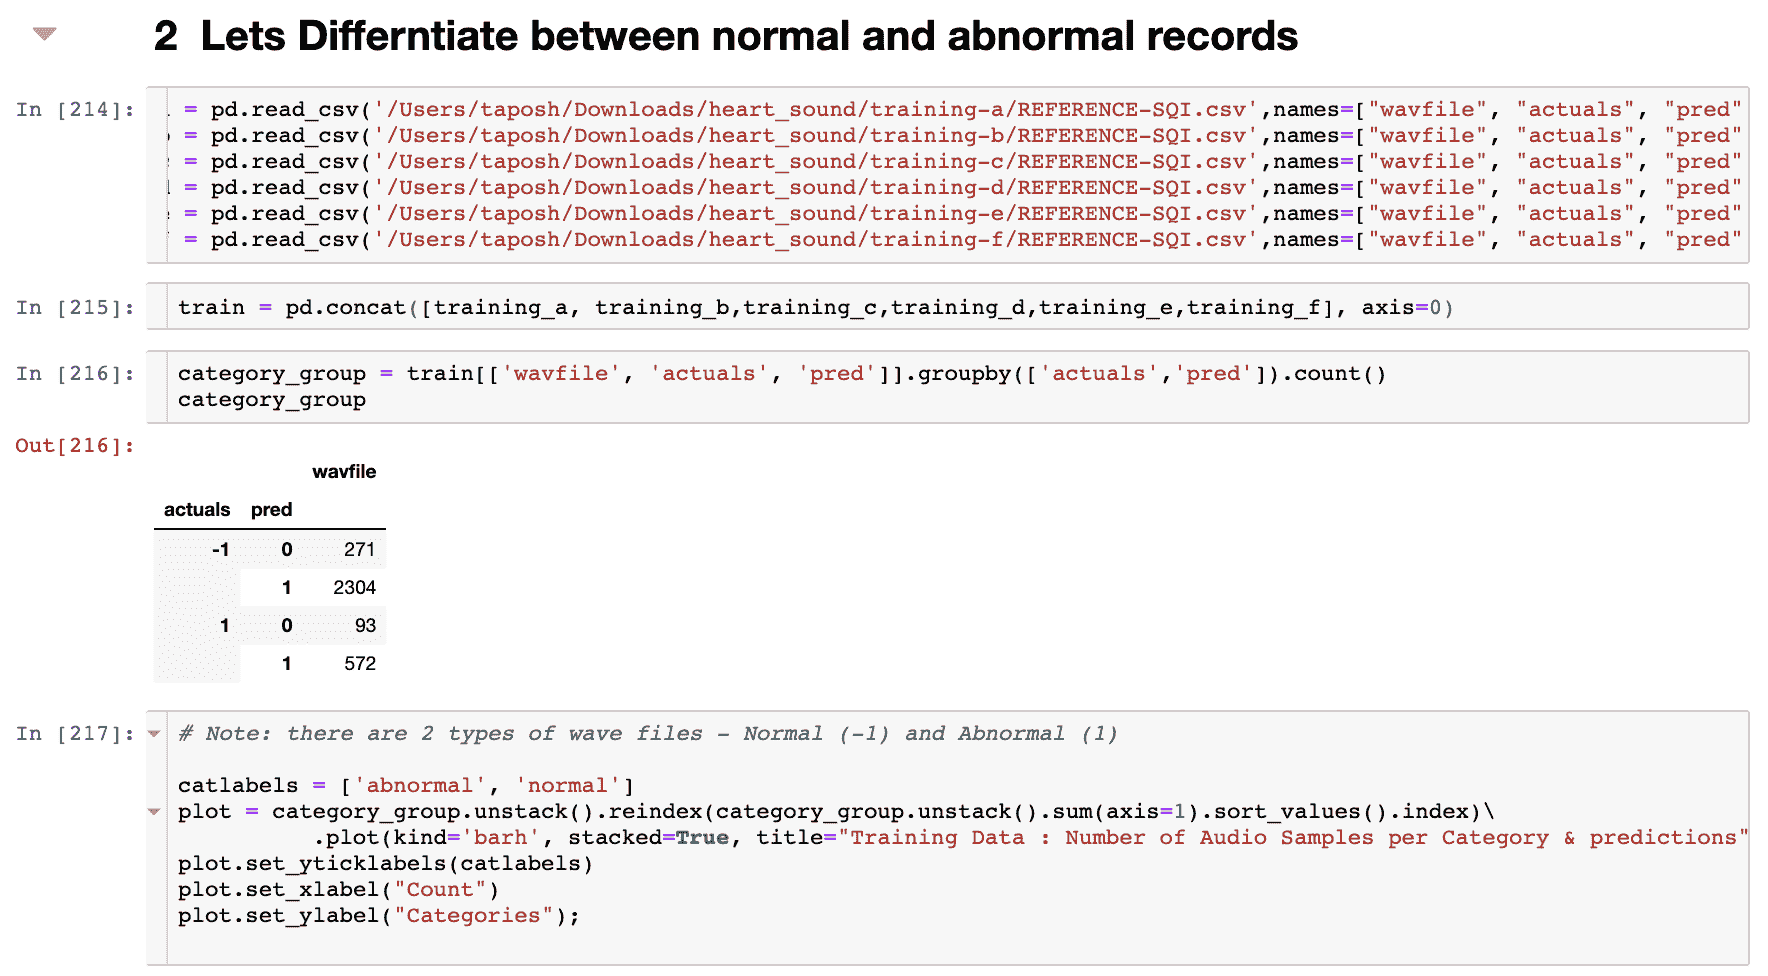 2 Lets Differntiate between normal and abnormal records
In [214]: = pd.read_csv('/Users/taposh/Downloads/heart_sound/training-a/REFERENCE-SQI.csv',names=["wavfile", "actuals", "pred"
= pd.read_csv('/Users/taposh/Downloads/heart_sound/training-b/REFERENCE-SQI.csv',names=["wavfile", "actuals", "pred"
= pd.read_csv('/Users/taposh/Downloads/heart_sound/training-c/REFERENCE-SQI.csv',names=["wavfile", "actuals", "pred"
= pd.read_csv('/Users/taposh/Downloads/heart_sound/training-d/REFERENCE-SQI.csv',names=["wavfile", "actuals", "pred"
= pd.read_csv('/Users/taposh/Downloads/heart_sound/training-e/REFERENCE-SQI.csv',names=["wavfile", "actuals", "pred"
= pd.read_csv('/Users/taposh/Downloads/heart_sound/training-f/REFERENCE-SQI.csv',names=["wavfile", "actuals", "pred"
In [215]: train = pd.concat([training_a, training_b,training_c,training_d,training_e,training_f], axis=0)
In [216]: category_group = train[['wavfile', 'actuals', 'pred']].groupby(['actuals','pred']).count()
category_group
Out[216]:
wavfile
actuals pred
-1 0 271
1 2304
1 0 93
1 572
In [217]: # Note: there are 2 types of wave files - Normal (-1) and Abnormal (1)
catlabels = ['abnormal', 'normal']
plot = category_group.unstack().reindex(category_group.unstack().sum(axis=1).sort_values().index)\
.plot(kind='barh', stacked=True, title="Training Data : Number of Audio Samples per Category & predictions"
plot.set_yticklabels(catlabels)
plot.set_xlabel("Count")
plot.set_ylabel("Categories");